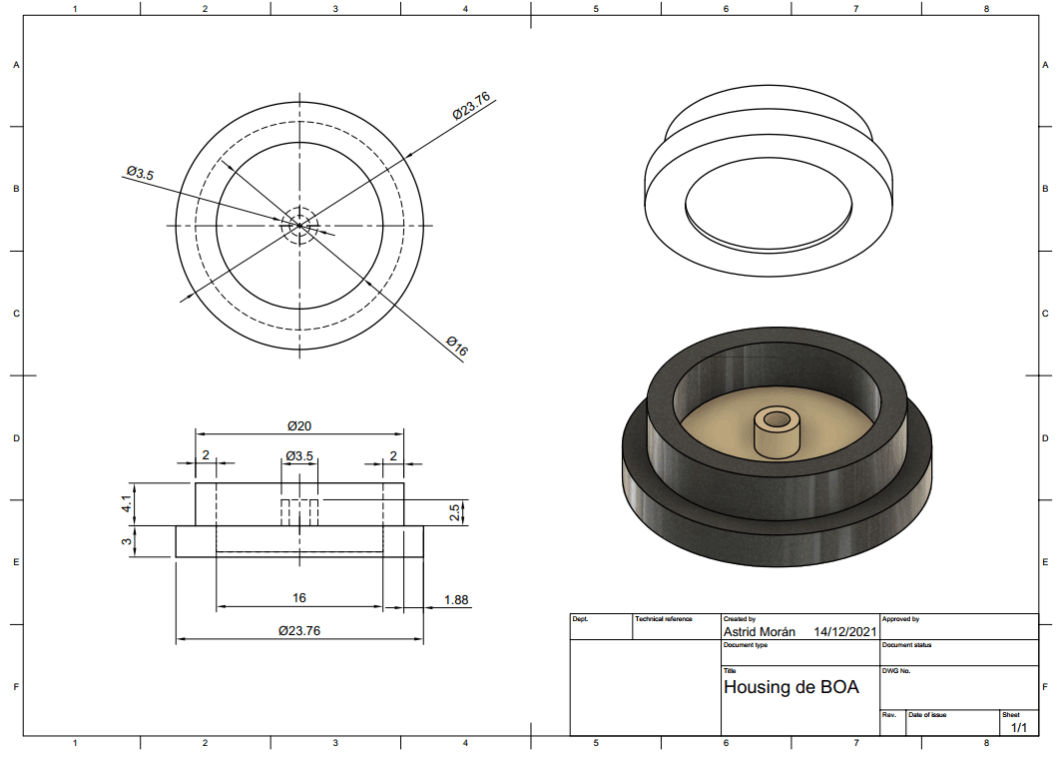 1 2 3 4 5 6 7 8
A A
Ø23.76
Ø3.5
B B
C C
Ø16
D D
Ø20
2 Ø3.5 2
4.1 2.5
3
E E
16 1.88
Ø23.76
Dept. Technical reference Created by Approved by
Astrid Morán 14/12/2021
Document type Document status
Title DWG No.
Housing de BOA
F F
Rev. Date of issue Sheet
1/1
1 2 3 4 5 6 7 8